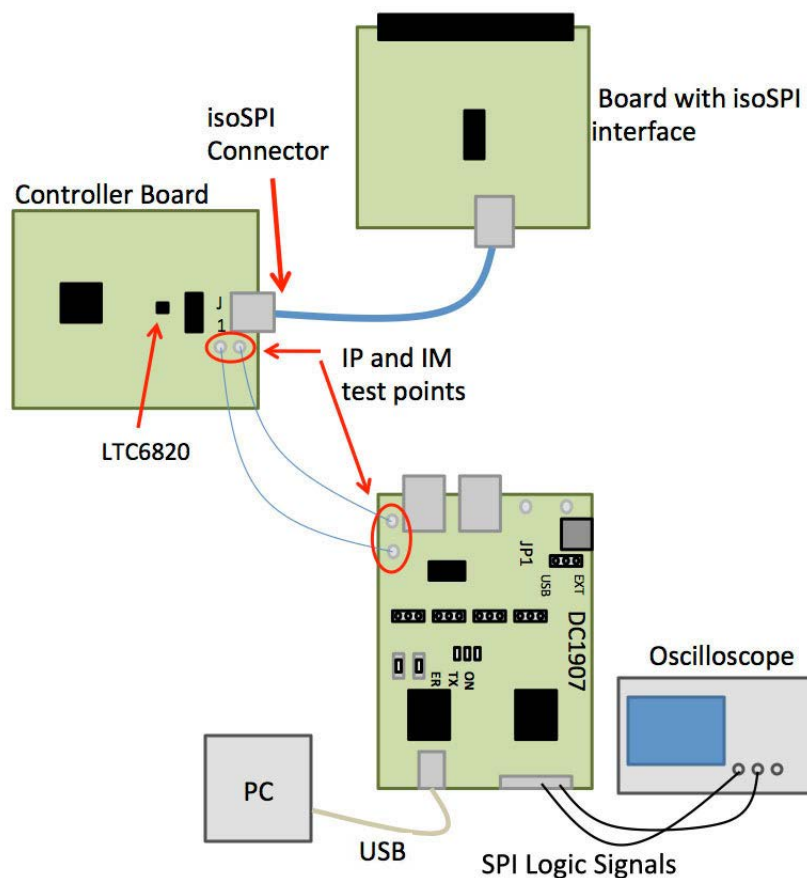 Board with isoSPI
interface
isoSPI
Connector
Controller Board
J
1
IP and IM
test points
LTC6820
JP1
USB
EXT
DC1907
ER
TX
ON
Oscilloscope
PC
USB
SPI Logic Signals